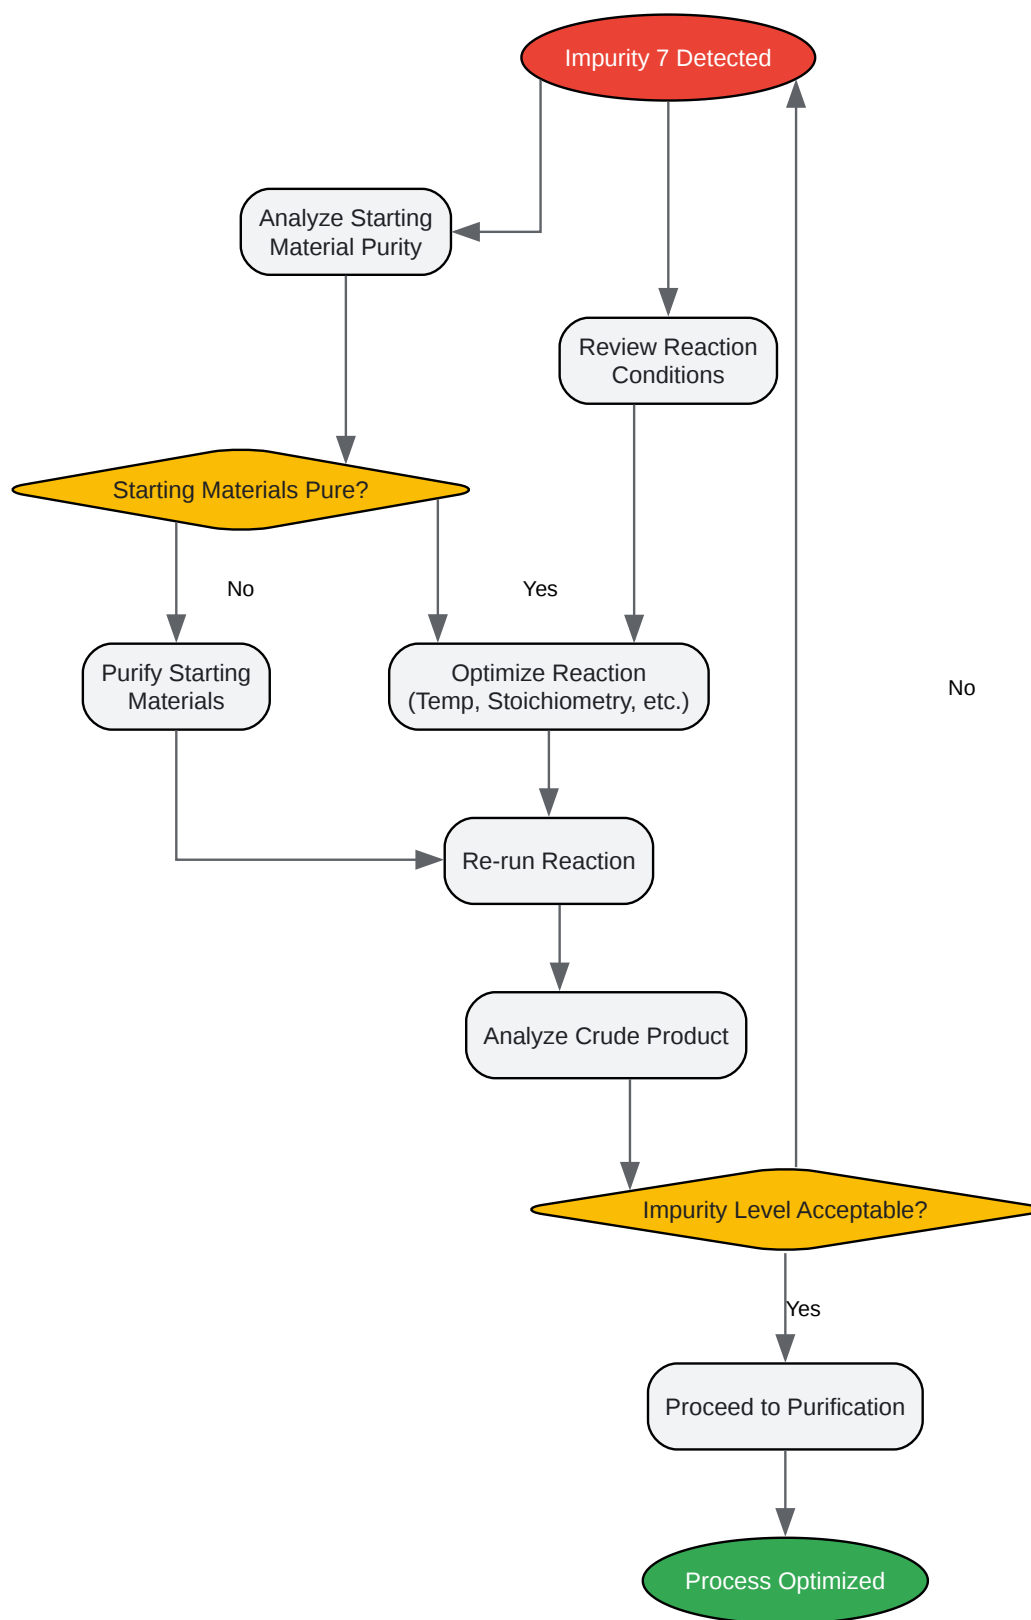 Impurity 7 Detected
Analyze Starting
Material Purity
Review Reaction
Conditions
Starting Materials Pure?
No
Yes
Purify Starting
Materials
Optimize Reaction
(Temp, Stoichiometry, etc.)
No
Re-run Reaction
Analyze Crude Product
Impurity Level Acceptable?
Yes
Proceed to Purification
Process Optimized